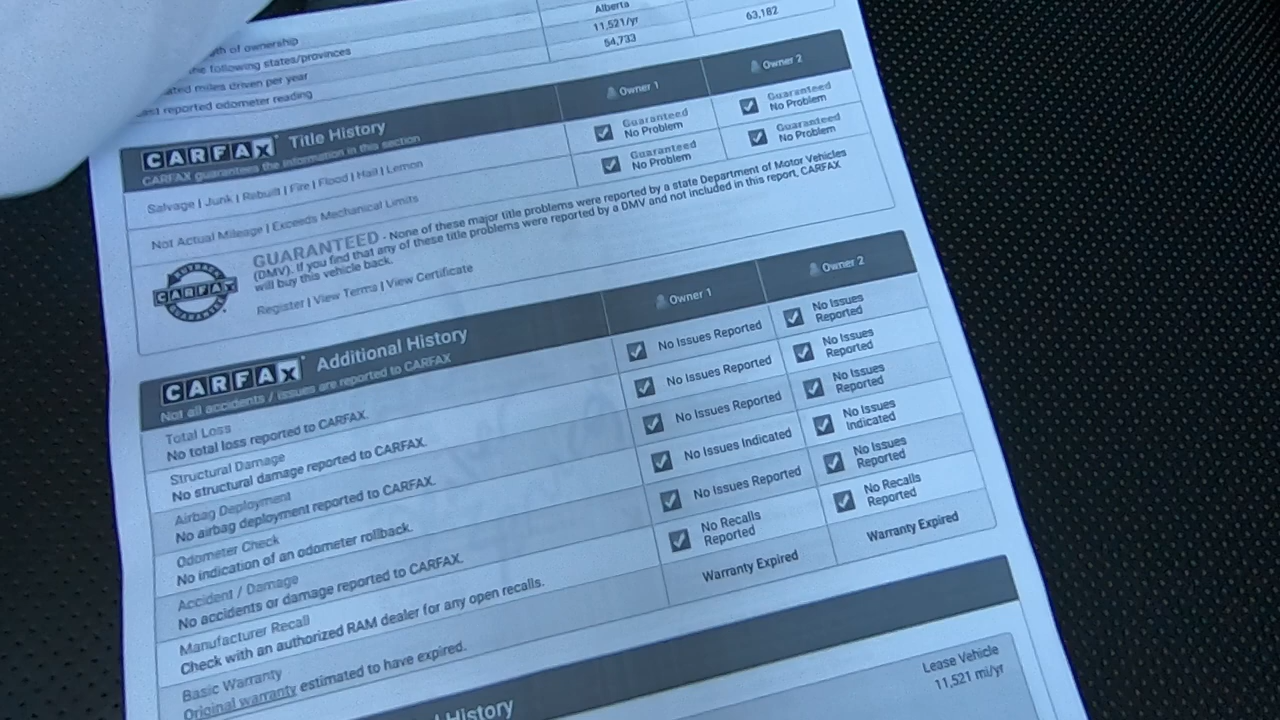 Alberta
of ownership
11,521/yr
following states/provinces
54,733
63,182
miles driven per year
reported odometer reading
CARFAX Title History
CARFAX guarantees the information in this section
Owner 1
Owner 2
Salvage | Junk | Rebuilt | Fire | Flood | Hail | Lemon
Guaranteed
No Problem
Guaranteed
No Problem
Not Actual Mileage | Exceeds Mechanical Limits
Guaranteed
No Problem
Guaranteed
No Problem
BUYBACK
CARFAX
GUARANTEE
GUARANTEED - None of these major title problems were reported by a state Department of Motor Vehicles
(DMV). If you find that any of these title problems were reported by a DMV and not included in this report, CARFAX
will buy this vehicle back.
Register | View Terms | View Certificate
CARFAX Additional History
Not all accidents / issues are reported to CARFAX
Owner 1
Owner 2
Total Loss
No total loss reported to CARFAX.
No Issues Reported
No Issues
Reported
Structural Damage
No structural damage reported to CARFAX.
No Issues Reported
No Issues
Reported
Airbag Deployment
No airbag deployment reported to CARFAX.
No Issues Reported
No Issues
Reported
Odometer Check
No indication of an odometer rollback.
No Issues Indicated
No Issues
Indicated
Accident / Damage
No accidents or damage reported to CARFAX.
No Issues Reported
No Issues
Reported
Manufacturer Recall
Check with an authorized RAM dealer for any open recalls.
No Recalls
Reported
No Recalls
Reported
Basic Warranty
Original warranty estimated to have expired.
Warranty Expired
Warranty Expired
History
Lease Vehicle
11,521 mi/yr